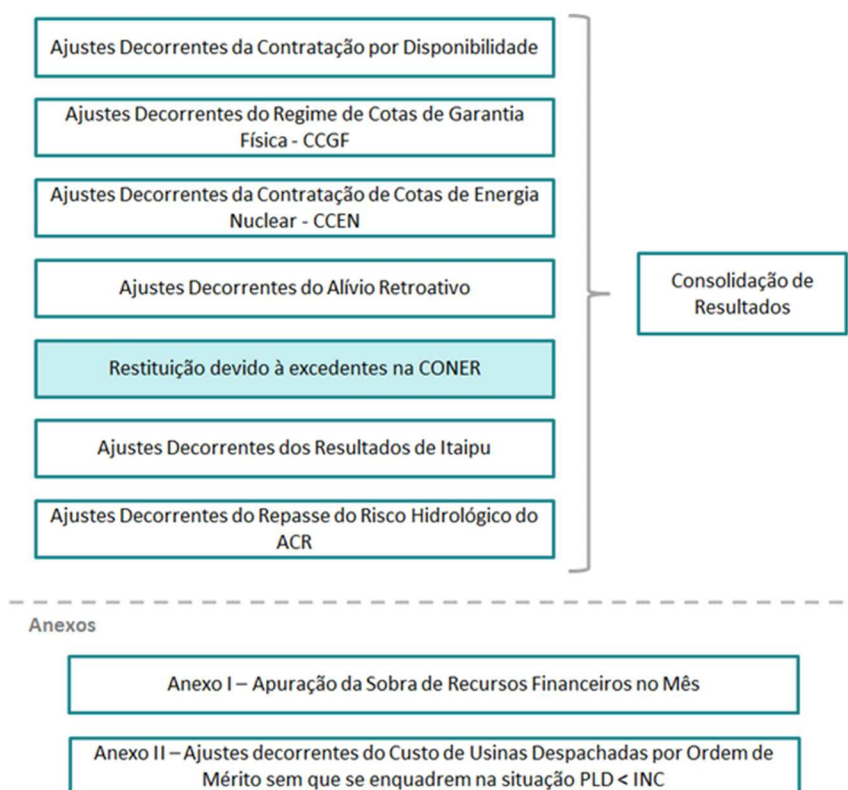 Ajustes Decorrentes da Contratação por Disponibilidade
Ajustes Decorrentes do Regime de Cotas de Garantia
Física - CCGF
Ajustes Decorrentes da Contratação de Cotas de Energia
Nuclear - CCEN
Ajustes Decorrentes do Alívio Retroativo
Restituição devido à excedentes na CONER
Ajustes Decorrentes dos Resultados de Itaipu
Ajustes Decorrentes do Repasse do Risco Hidrológico do
ACR
Consolidação de
Resultados
Anexos
Anexo I – Apuração da Sobra de Recursos Financeiros no Mês
Anexo II – Ajustes decorrentes do Custo de Usinas Despachadas por Ordem de
Mérito sem que se enquadrem na situação PLD < INC